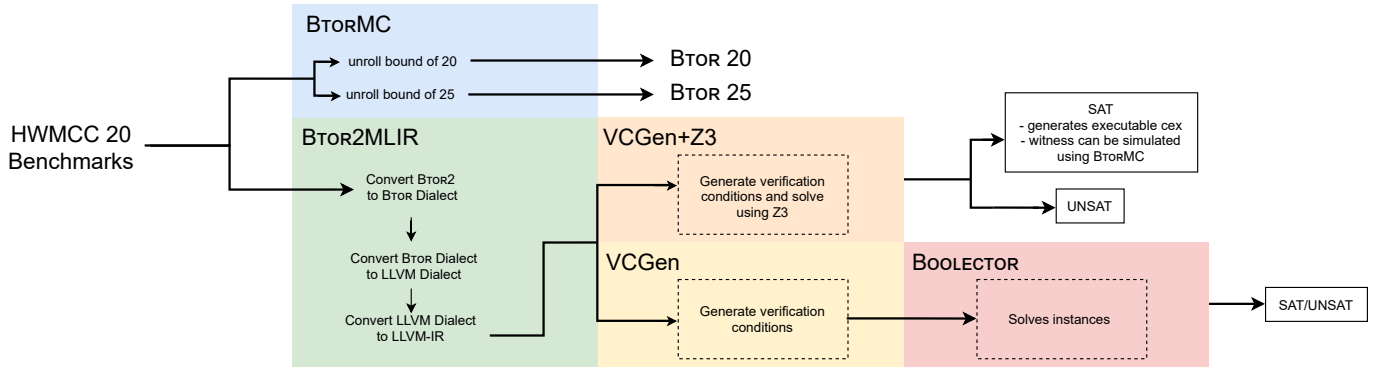 BTORMC
unroll bound of 20
BTOR 20
unroll bound of 25
BTOR 25
HWMCC 20
Benchmarks
BTOR2MLIR
Convert BTOR2
to BTOR Dialect
Convert BTOR Dialect
to LLVM Dialect
Convert LLVM Dialect
to LLVM-IR
VCGen+Z3
Generate verification
conditions and solve
using Z3
SAT
- generates executable cex
- witness can be simulated
using BTORMC
UNSAT
VCGen
Generate verification
conditions
BOOLECTOR
Solves instances
SAT/UNSAT